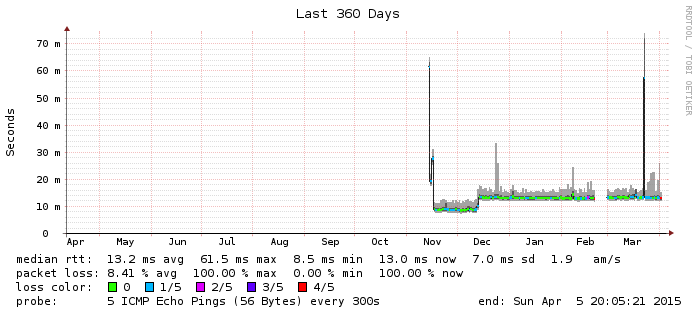 Last 360 Days
RRDTOOL / TOBI OETIKER
Seconds
70 m
60 m
50 m
40 m
30 m
20 m
10 m
0
Apr May Jun Jul Aug Sep Oct Nov Dec Jan Feb Mar
median rtt: 13.2 ms avg 61.5 ms max 8.5 ms min 13.0 ms now 7.0 ms sd 1.9 am/s
packet loss: 8.41 % avg 100.00 % max 0.00 % min 100.00 % now
loss color: 0 1/5 2/5 3/5 4/5
probe: 5 ICMP Echo Pings (56 Bytes) every 300s end: Sun Apr 5 20:05:21 2015